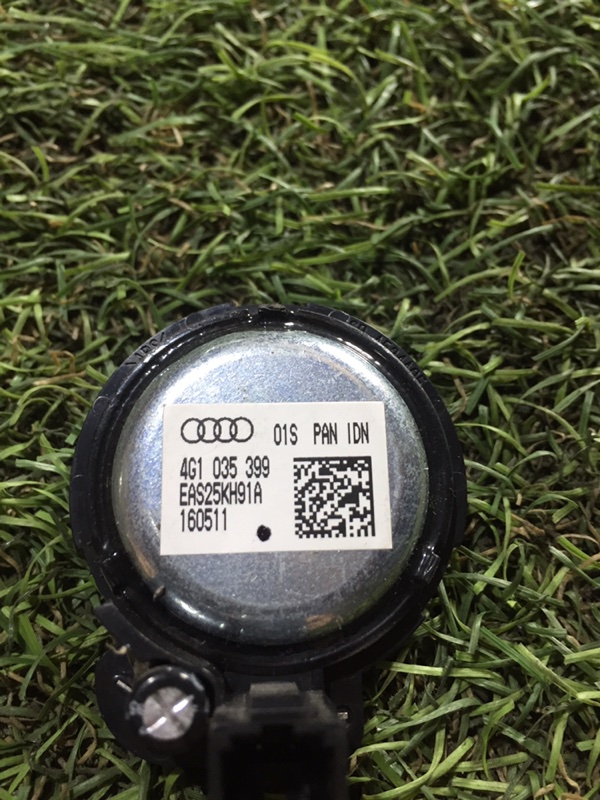 01S PAN IDN
4G1 035 399
EAS25KH91A
160511